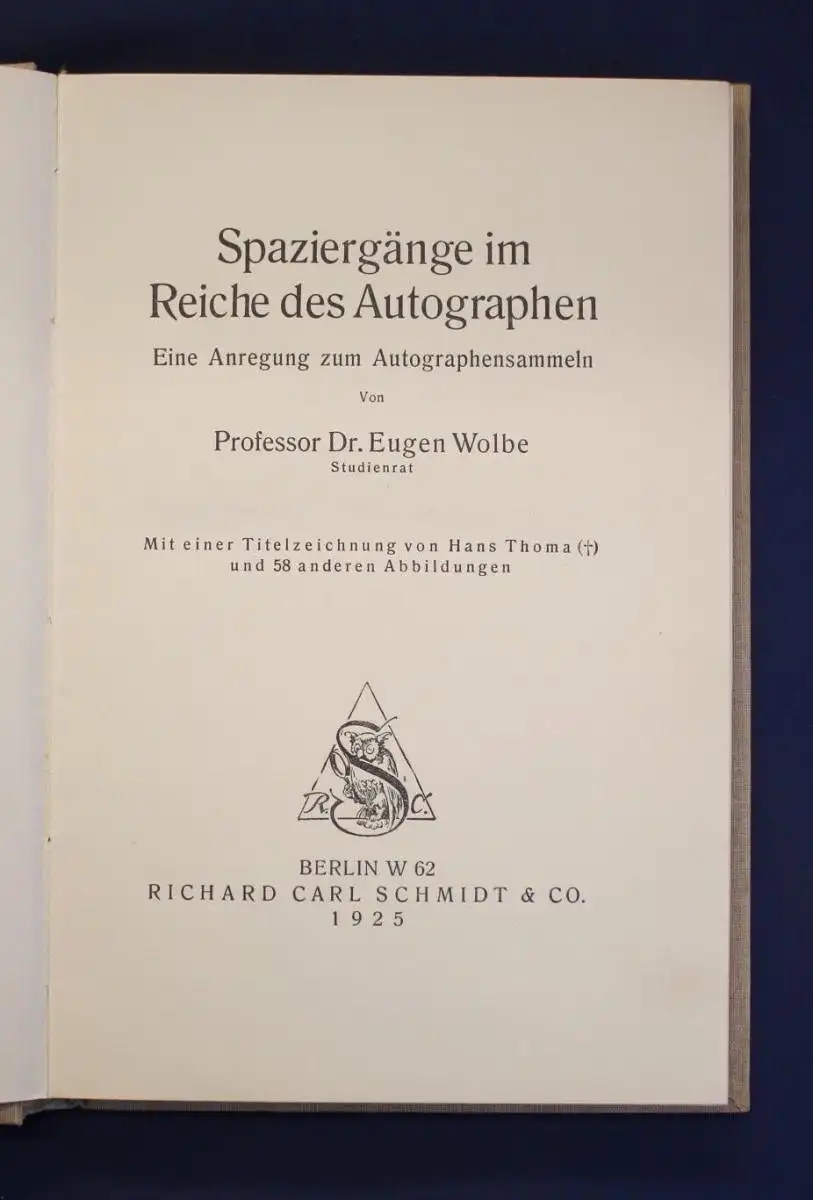 Spaziergänge im
Reiche des Autographen
Eine Anregung zum Autographensammeln
Von
Professor Dr. Eugen Wolbe
Studienrat
Mit einer Titelzeichnung von Hans Thoma (†)
und 58 anderen Abbildungen
R. S C.
BERLIN W 62
RICHARD CARL SCHMIDT & CO.
1925